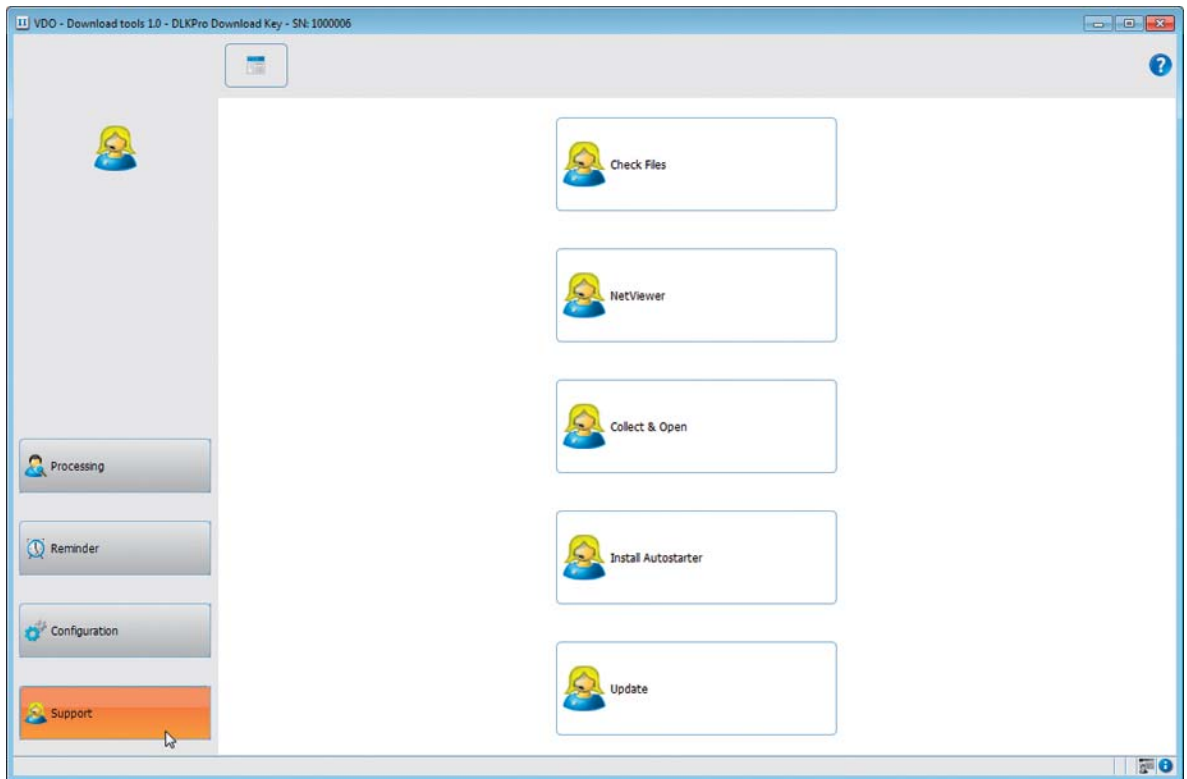 VDO - Download tools 1.0 - DLKPro Download Key - SN: 1000006
Check Files
NetViewer
Collect & Open
Install Autostarter
Update
Processing
Reminder
Configuration
Support